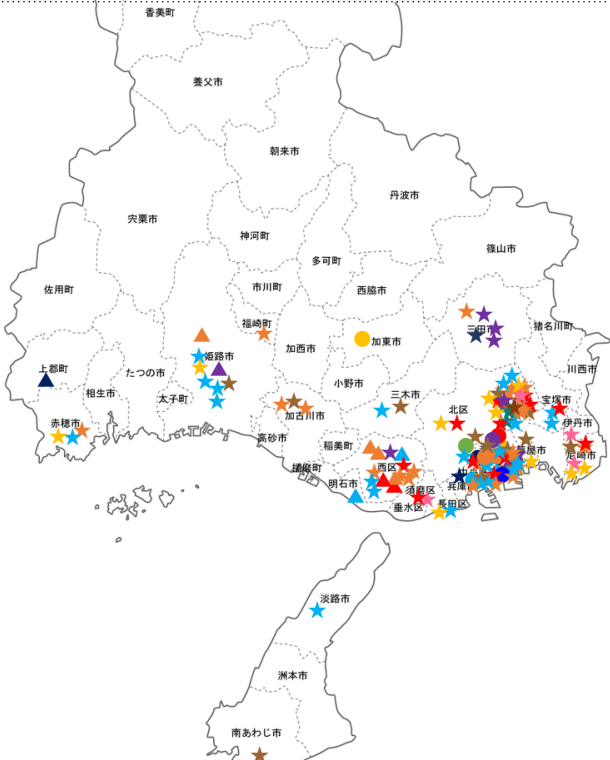 香美町
養父市
朝来市
丹波市
宍粟市
神河町
篠山市
多可町
佐用町
市川町
西脇市
福崎町
三田市
猪名川町
加西市
加東市
姫路市
上郡町
たつの市
川西市
相生市
太子町
小野市
三木市
宝塚市
加古川市
北区
赤穂市
伊丹市
高砂市
稲美町
芦屋市
尼崎市
播磨町
西区
明石市
須磨区
兵庫
垂水区
長田区
淡路市
洲本市
南あわじ市